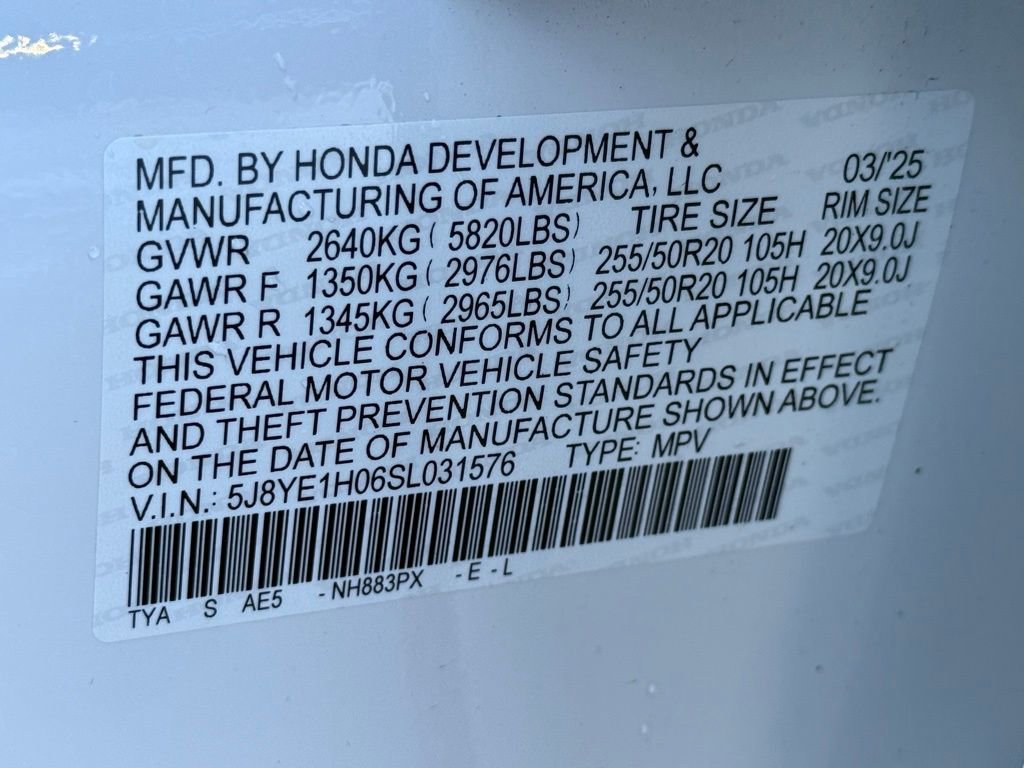 MFD. BY HONDA DEVELOPMENT &
MANUFACTURING OF AMERICA, LLC 03/'25
GVWR 2640KG ( 5820LBS) TIRE SIZE RIM SIZE
GAWR F 1350KG ( 2976LBS) 255/50R20 105H 20X9.0J
GAWR R 1345KG ( 2965LBS) 255/50R20 105H 20X9.0J
THIS VEHICLE CONFORMS TO ALL APPLICABLE
FEDERAL MOTOR VEHICLE SAFETY
AND THEFT PREVENTION STANDARDS IN EFFECT
ON THE DATE OF MANUFACTURE SHOWN ABOVE.
V.I.N.: 5J8YE1H06SL031576 TYPE: MPV
TYA S AE5 -NH883PX -E-L